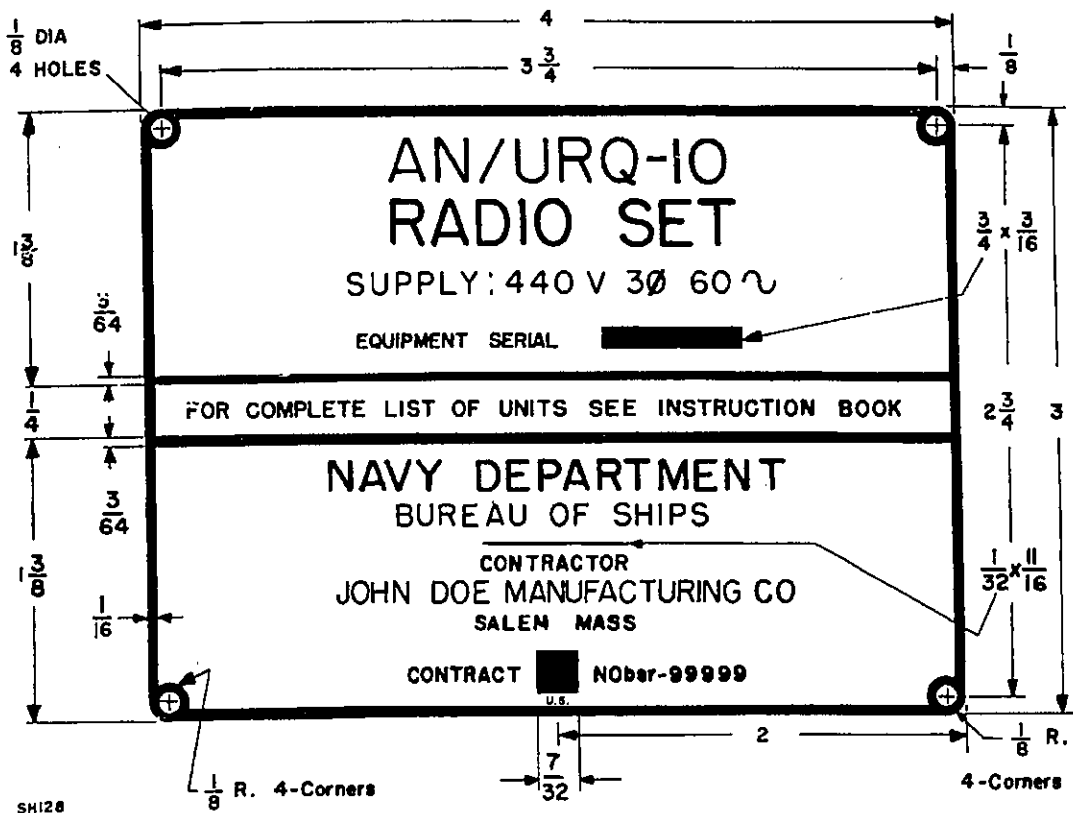 1/8 DIA
4 HOLES
4
3 3/4
1/8
AN/URQ-10
RADIO SET
SUPPLY: 440 V 3Ø 60 ∿
3/4 x 3/16
1 3/8
3/64
EQUIPMENT SERIAL
1/4
FOR COMPLETE LIST OF UNITS SEE INSTRUCTION BOOK
2 3/4
3
3/64
NAVY DEPARTMENT
BUREAU OF SHIPS
1 3/8
CONTRACTOR
1/32 x 11/16
JOHN DOE MANUFACTURING CO
1/16
SALEM MASS
CONTRACT NObsr-99999
U.S.
2
1/8 R.
4-Corners
7/32
1/8 R. 4-Corners
SH128